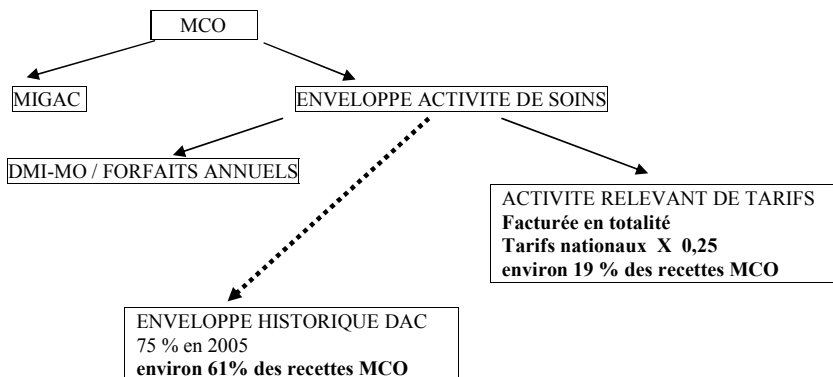 MCO
MIGAC
ENVELOPPE ACTIVITE DE SOINS
DMI-MO / FORFAITS ANNUELS
ACTIVITE RELEVANT DE TARIFS
Facturée en totalité
Tarifs nationaux X 0,25
environ 19 % des recettes MCO
ENVELOPPE HISTORIQUE DAC
75 % en 2005
environ 61% des recettes MCO